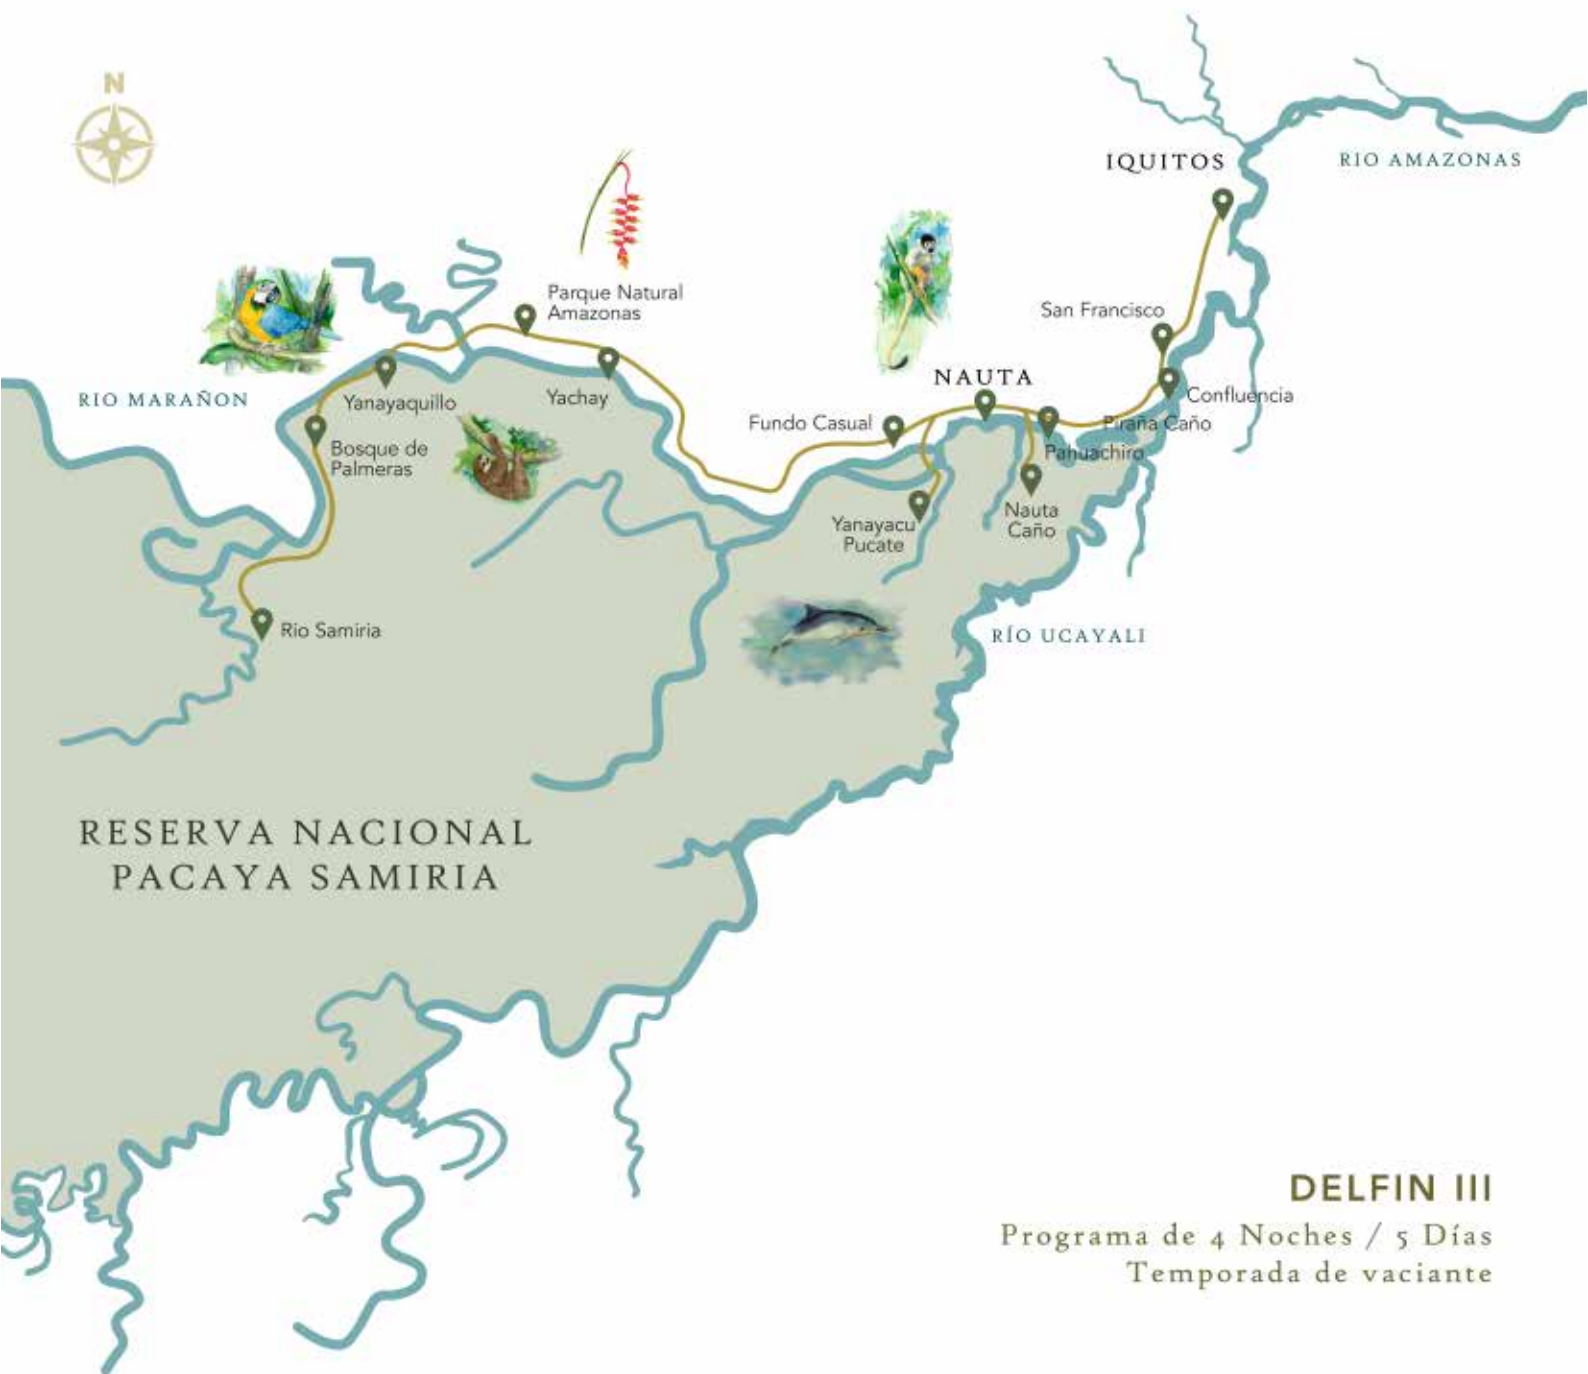 N
IQUITOS
RIO AMAZONAS
Parque Natural
Amazonas
San Francisco
NAUTA
RIO MARAÑON
Yanayaquillo
Yachay
Confluencia
Fundo Casual
Piraña Caño
Bosque de
Palmeras
Pahuachiro
Yanayacu
Pucate
Nauta
Caño
Rio Samiria
RÍO UCAYALI
RESERVA NACIONAL
PACAYA SAMIRIA
DELFIN III
Programa de 4 Noches / 5 Días
Temporada de vaciante